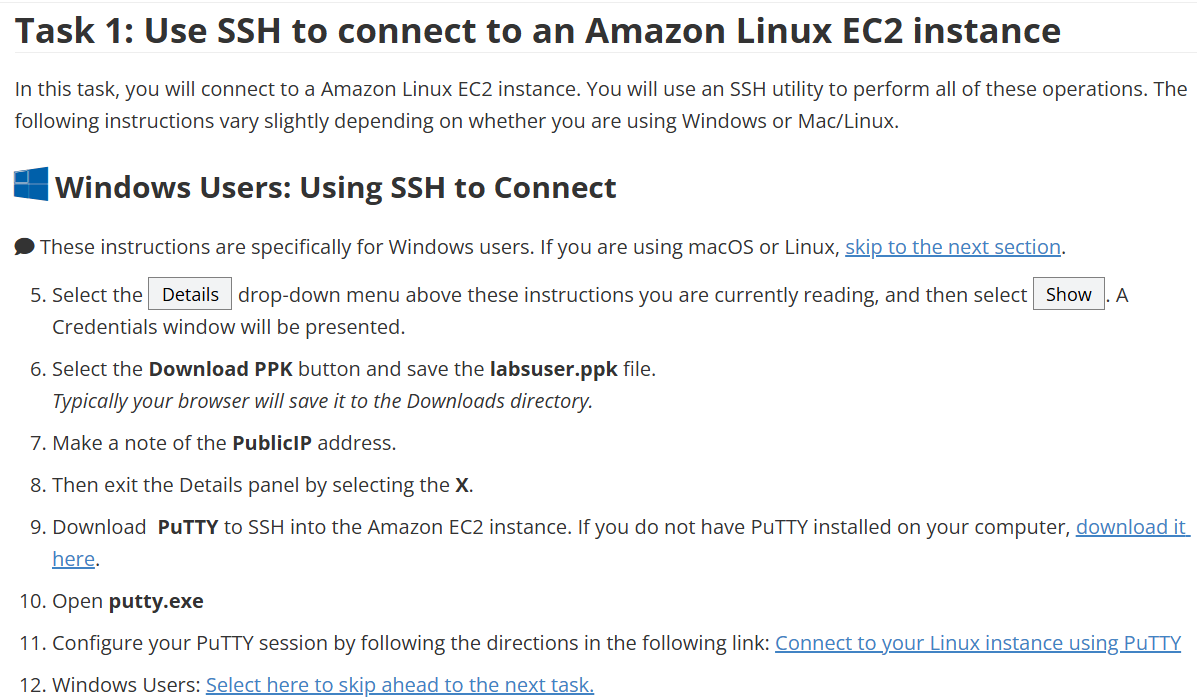 Task 1: Use SSH to connect to an Amazon Linux EC2 instance
In this task, you will connect to a Amazon Linux EC2 instance. You will use an SSH utility to perform all of these operations. The
following instructions vary slightly depending on whether you are using Windows or Mac/Linux.
Windows Users: Using SSH to Connect
These instructions are specifically for Windows users. If you are using macOS or Linux, skip to the next section.
5. Select the Details drop-down menu above these instructions you are currently reading, and then select Show. A
Credentials window will be presented.
6. Select the Download PPK button and save the labsuser.ppk file.
Typically your browser will save it to the Downloads directory.
7. Make a note of the PublicIP address.
8. Then exit the Details panel by selecting the X.
9. Download PuTTY to SSH into the Amazon EC2 instance. If you do not have PuTTY installed on your computer, download it
here.
10. Open putty.exe
11. Configure your PuTTY session by following the directions in the following link: Connect to your Linux instance using PuTTY
12. Windows Users: Select here to skip ahead to the next task.